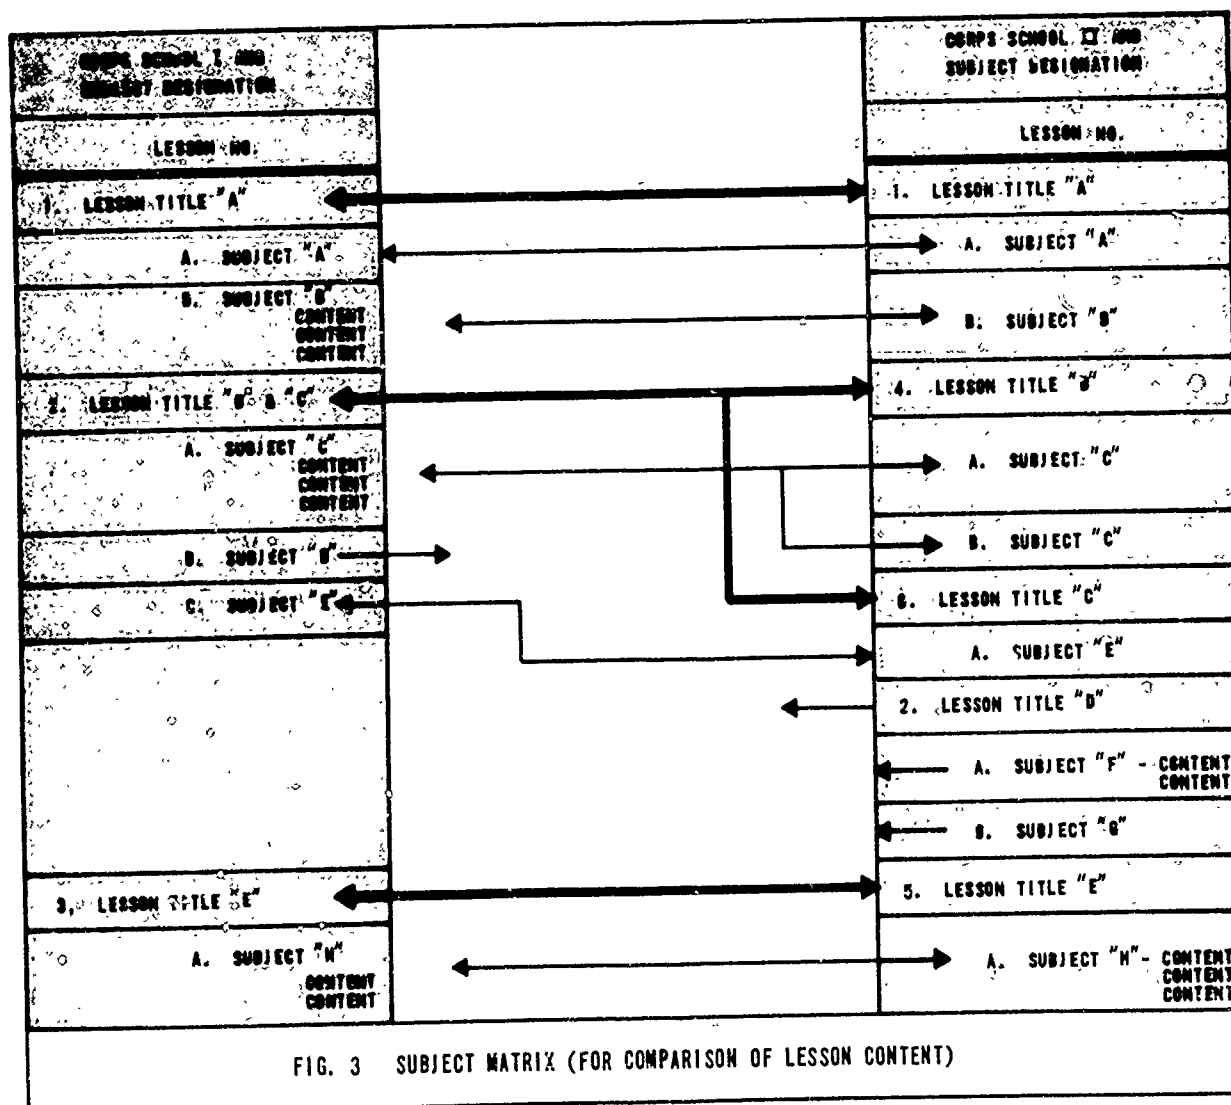 CORPS SCHOOL I AND
SUBJECT DESIGNATION
LESSON NO.
1. LESSON TITLE "A"
A. SUBJECT "A"
B. SUBJECT "B"
CONTENT
CONTENT
CONTENT
2. LESSON TITLE "B" & "C"
A. SUBJECT "C"
CONTENT
CONTENT
CONTENT
B. SUBJECT
C. SUBJECT "E"
3. LESSON TITLE "E"
A. SUBJECT "H"
CONTENT
CONTENT
CORPS SCHOOL II AND
SUBJECT DESIGNATION
LESSON NO.
1. LESSON TITLE "A"
A. SUBJECT "A"
B. SUBJECT "B"
4. LESSON TITLE "B"
A. SUBJECT "C"
B. SUBJECT "C"
6. LESSON TITLE "C"
A. SUBJECT "E"
2. LESSON TITLE "D"
A. SUBJECT "F" - CONTENT
CONTENT
B. SUBJECT "G"
5. LESSON TITLE "E"
A. SUBJECT "H" - CONTENT
CONTENT
CONTENT
FIG. 3 SUBJECT MATRIX (FOR COMPARISON OF LESSON CONTENT)